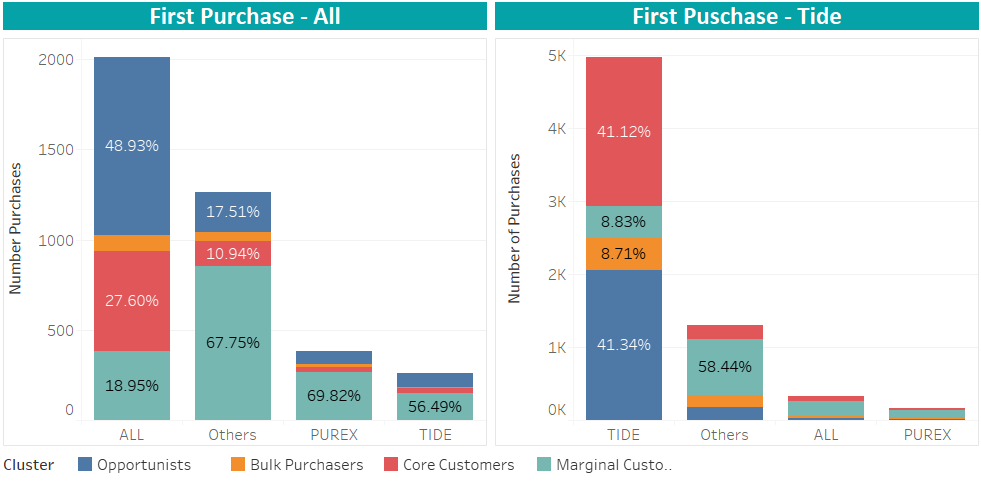 First Purchase - All
First Puschase - Tide
Number Purchases
2000
1500
1000
500
0
48.93%
27.60%
18.95%
17.51%
10.94%
67.75%
69.82%
56.49%
ALL
Others
PUREX
TIDE
Number of Purchases
5K
4K
3K
2K
1K
0K
41.12%
8.83%
8.71%
41.34%
58.44%
TIDE
Others
ALL
PUREX
Cluster
Opportunists
Bulk Purchasers
Core Customers
Marginal Custo..